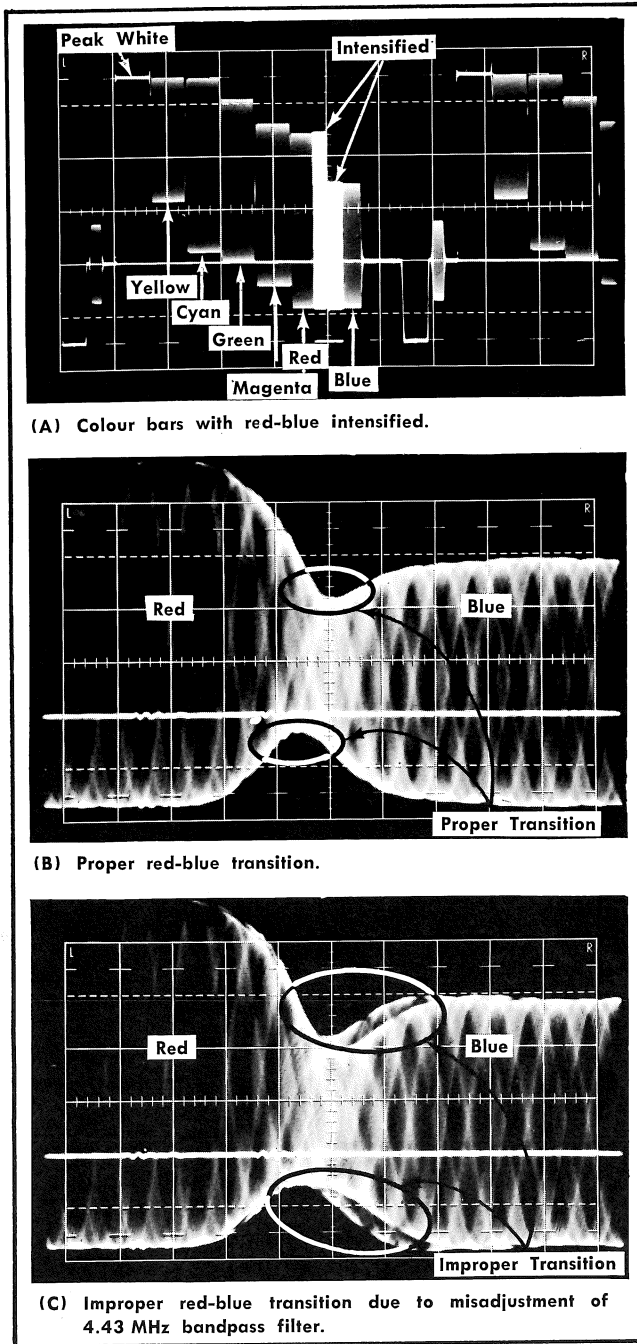 Peak White
Intensified
L
R
Yellow
Cyan
Green
Red
Magenta
Blue
(A) Colour bars with red-blue intensified.
L
R
Red
Blue
Proper Transition
(B) Proper red-blue transition.
L
R
Red
Blue
Improper Transition
(C) Improper red-blue transition due to misadjustment of
4.43 MHz bandpass filter.